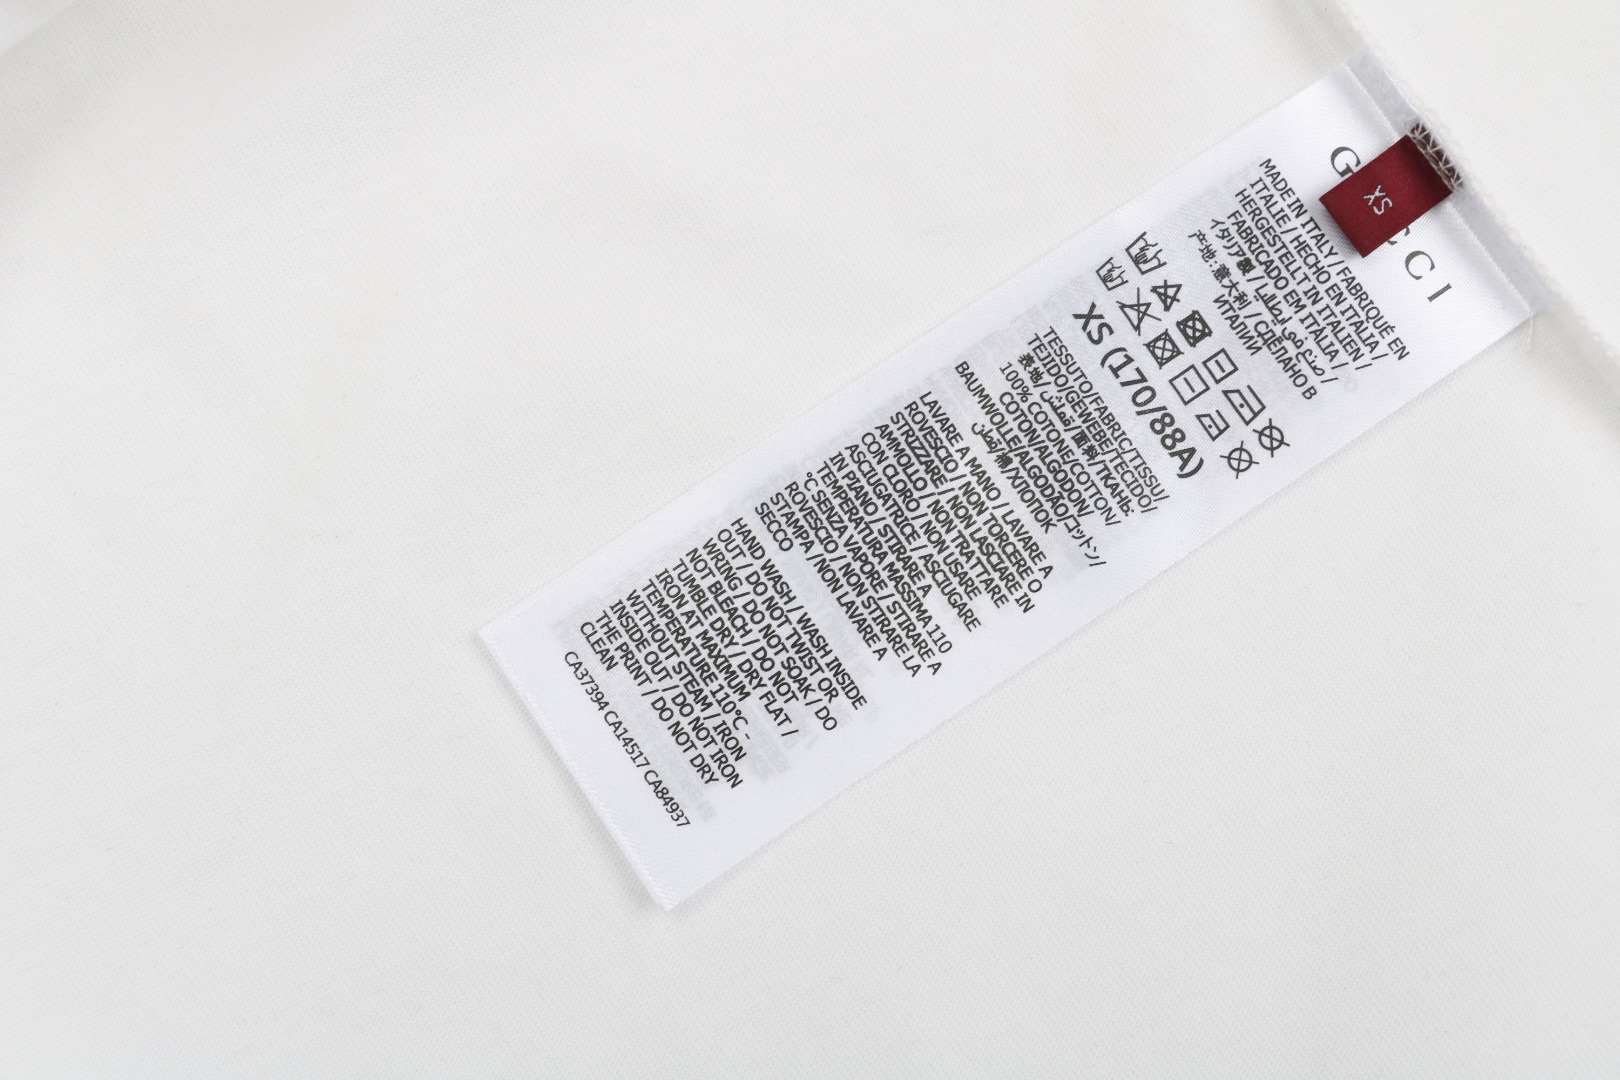 G CCI
XS
MADE IN ITALY / FABRIQUÉ EN
ITALIE / HECHO EN ITALIA /
HERGESTELLT IN ITALIEN /
FABRICADO EM ITÁLIA /
イタリア製 / صنع في إيطاليا /
产地：意大利 / СДЕЛАНО В
ИТАЛИИ
XS (170/88A)
TESSUTO/FABRIC/TISSU/
TEJIDO/GEWEBE/TECIDO/
表地/قماش/面料/ТКАНЬ:
100% COTONE/COTTON/
COTON/ALGODON/
BAUMWOLLE/ALGODÃO/コットン/
قطن/棉/ХЛОПОК
LAVARE A MANO / LAVARE A
ROVESCIO / NON TORCERE O
STRIZZARE / NON LASCIARE IN
AMMOLLO / NON TRATTARE
CON CLORO / NON USARE
ASCIUGATRICE / ASCIUGARE
IN PIANO / STIRARE A
TEMPERATURA MASSIMA 110
°C SENZA VAPORE / STIRARE A
ROVESCIO / NON STIRARE LA
STAMPA / NON LAVARE A
SECCO
HAND WASH / WASH INSIDE
OUT / DO NOT TWIST OR
WRING / DO NOT SOAK / DO
NOT BLEACH / DO NOT
TUMBLE DRY / DRY FLAT /
IRON AT MAXIMUM
TEMPERATURE 110°C -
WITHOUT STEAM / IRON
INSIDE OUT / DO NOT IRON
THE PRINT / DO NOT DRY
CLEAN
CA37394 CA14517 CA84937